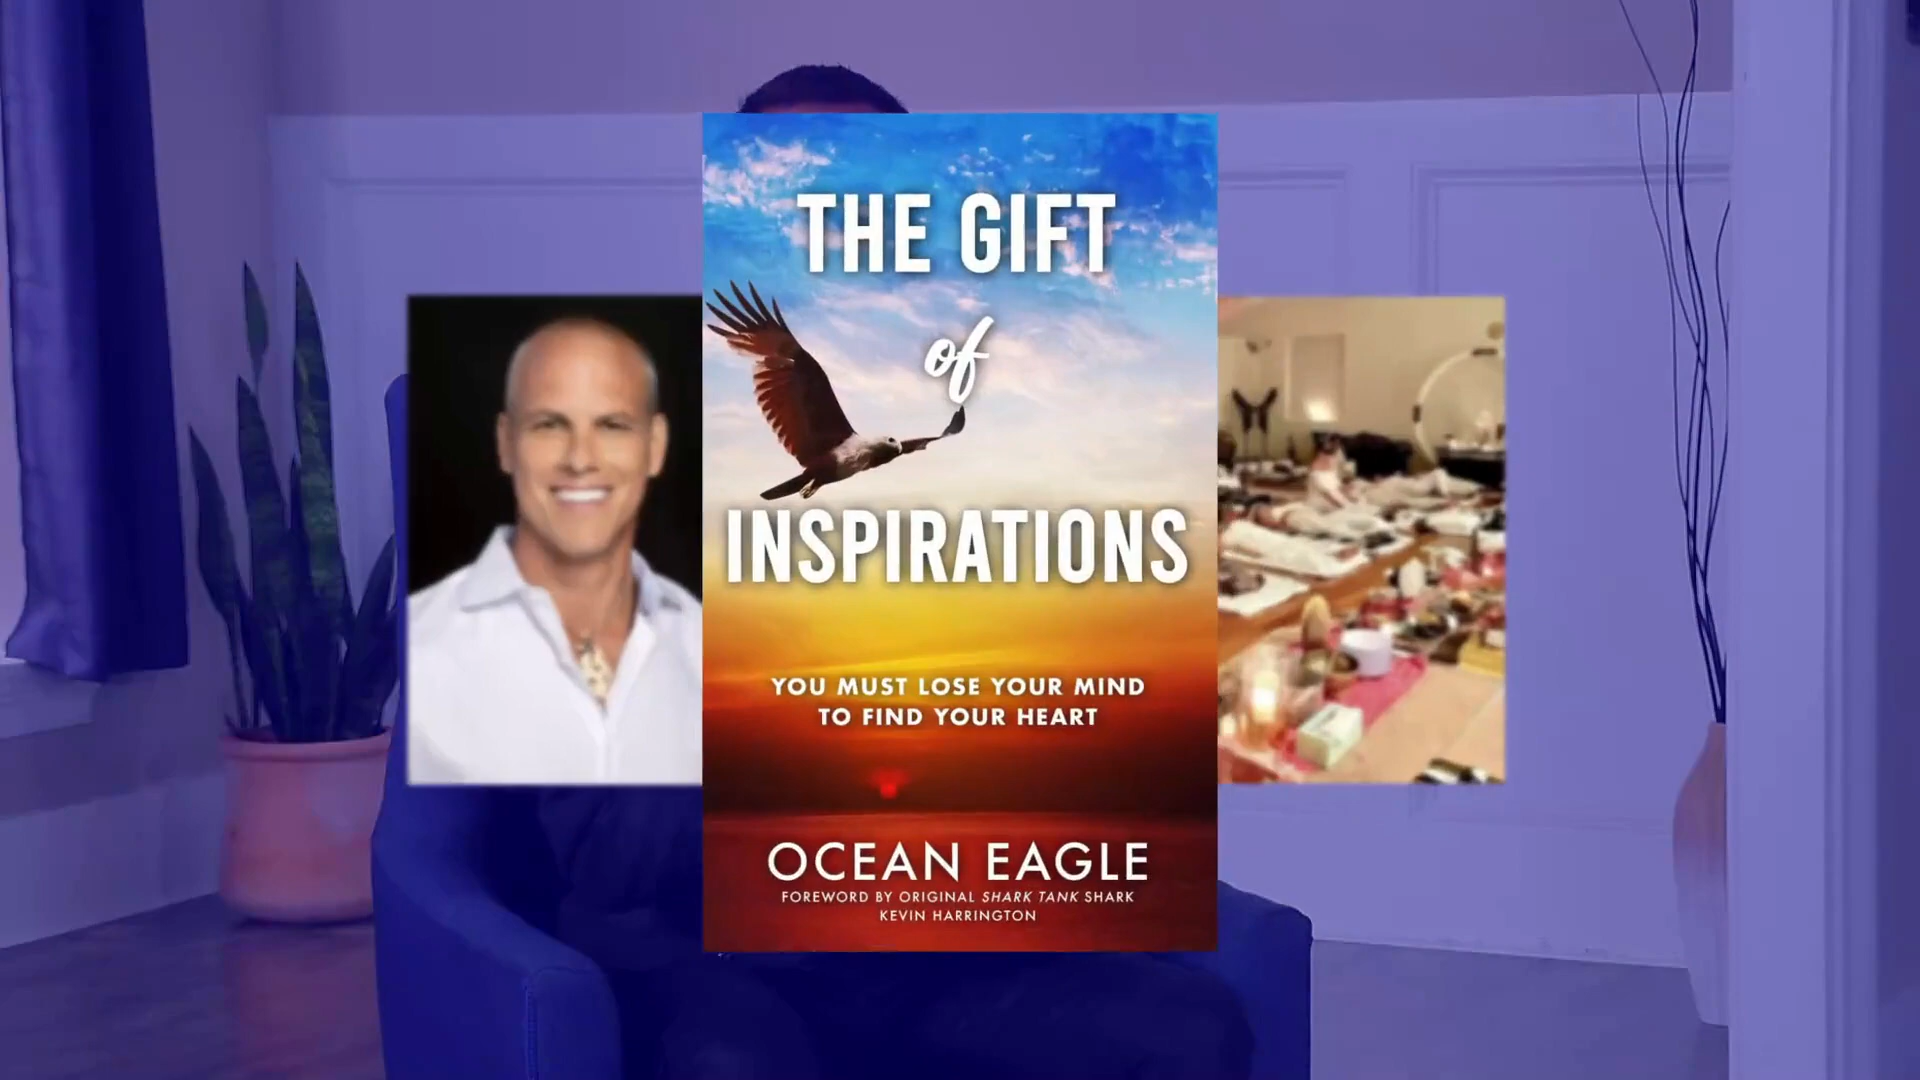 THE GIFT
of
INSPIRATIONS
YOU MUST LOSE YOUR MIND
TO FIND YOUR HEART
OCEAN EAGLE
FOREWORD BY ORIGINAL SHARK TANK SHARK
KEVIN HARRINGTON